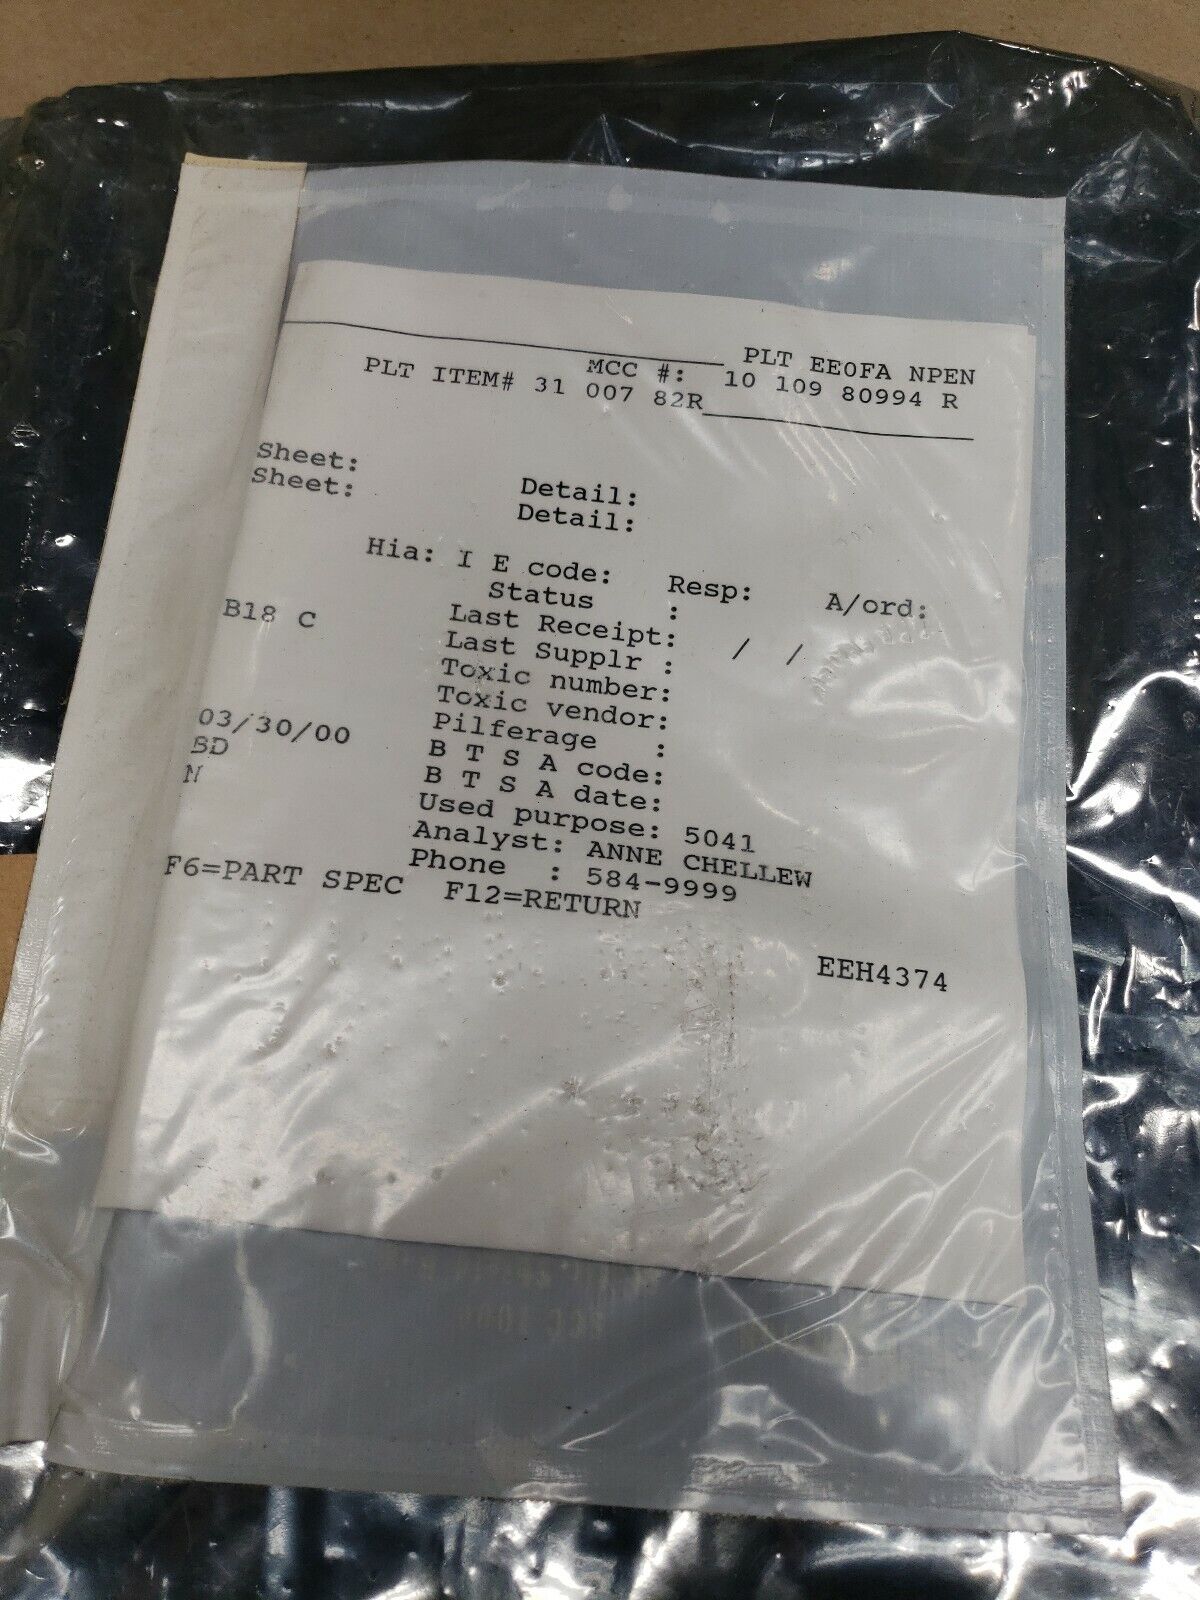 PLT EE0FA NPEN
MCC #: 10 109 80994 R
PLT ITEM# 31 007 82R
Sheet: Detail:
Sheet: Detail:
Hia: I E code: Resp: A/ord:
Status :
B18 C Last Receipt: / /
Last Supplr :
Toxic number:
Toxic vendor:
03/30/00 Pilferage :
BD B T S A code:
N B T S A date:
Used purpose: 5041
Analyst: ANNE CHELLEW
Phone : 584-9999
F6=PART SPEC F12=RETURN
EEH4374